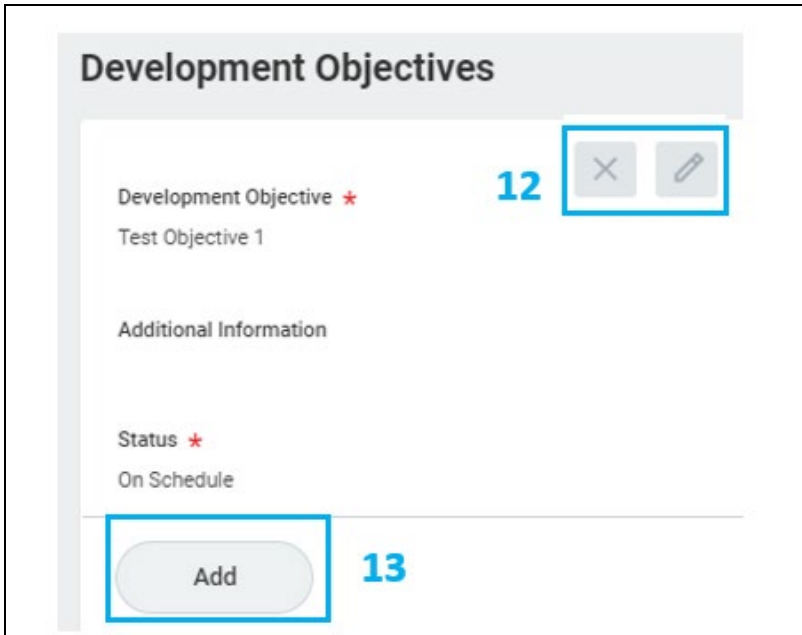 Development Objectives
12
Development Objective *
Test Objective 1
Additional Information
Status *
On Schedule
Add
13